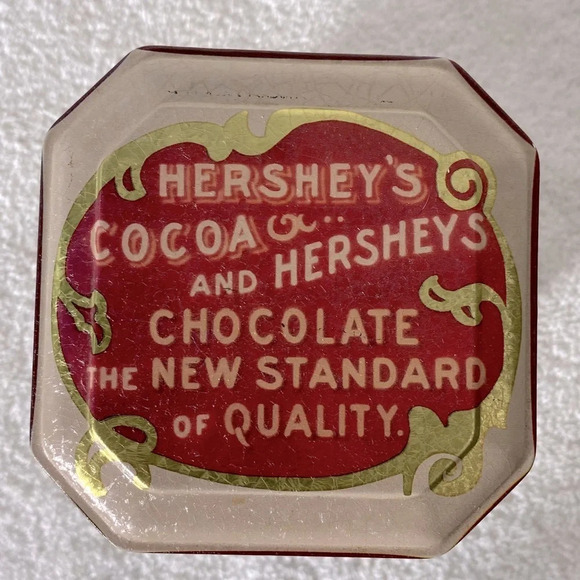 HERSHEY'S
COCOA
AND HERSHEYS
CHOCOLATE
THE NEW STANDARD
OF QUALITY.